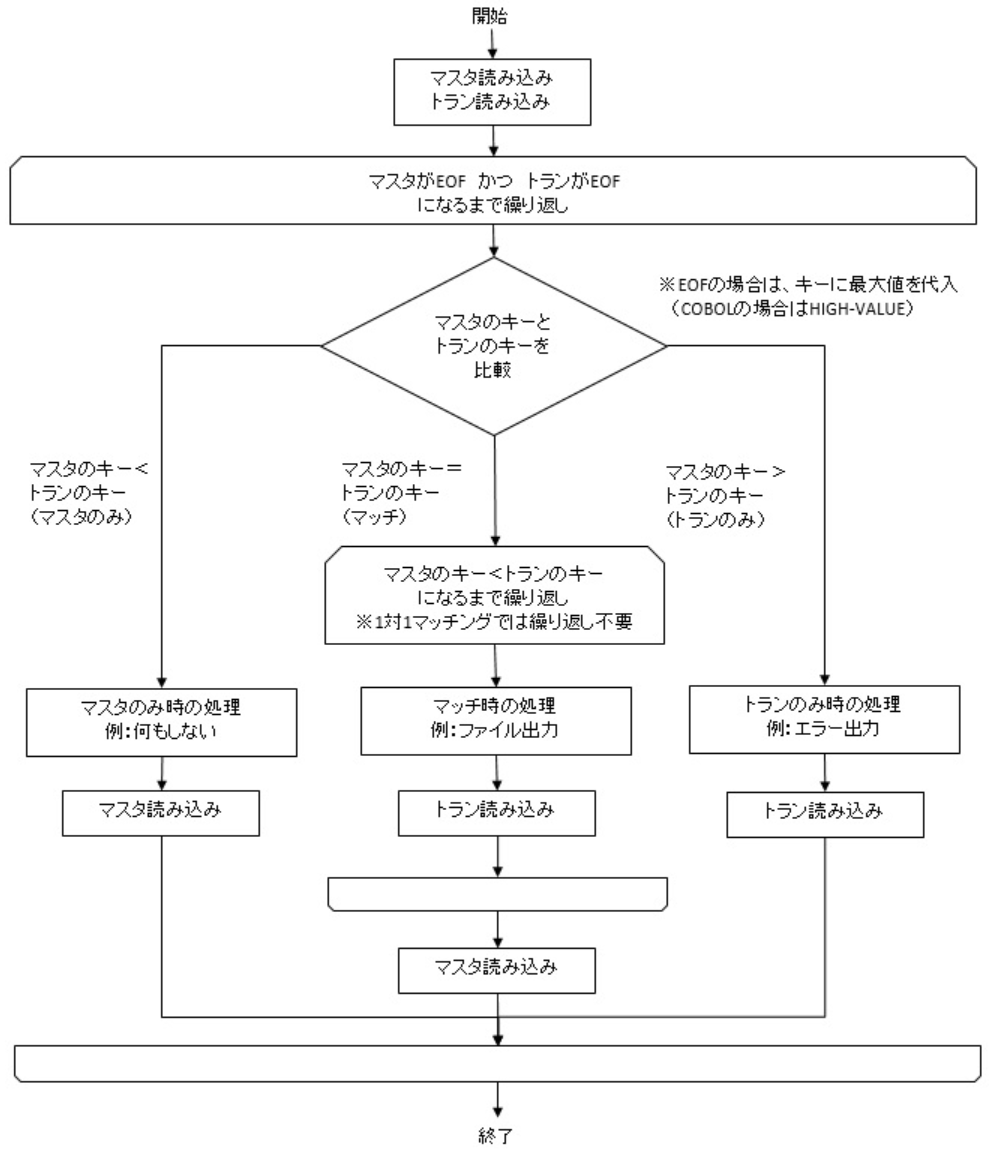 開始
マスタ読み込み
トラン読み込み
マスタがEOF かつ トランがEOF
になるまで繰り返し
※EOFの場合は、キーに最大値を代入
（COBOLの場合はHIGH-VALUE）
マスタのキーと
トランのキーを
比較
マスタのキー＜
トランのキー
（マスタのみ）
マスタのキー＝
トランのキー
（マッチ）
マスタのキー＞
トランのキー
（トランのみ）
マスタのキー＜トランのキー
になるまで繰り返し
※1対1マッチングでは繰り返し不要
マスタのみ時の処理
例：何もしない
マッチ時の処理
例：ファイル出力
トランのみ時の処理
例：エラー出力
マスタ読み込み
トラン読み込み
トラン読み込み
マスタ読み込み
終了